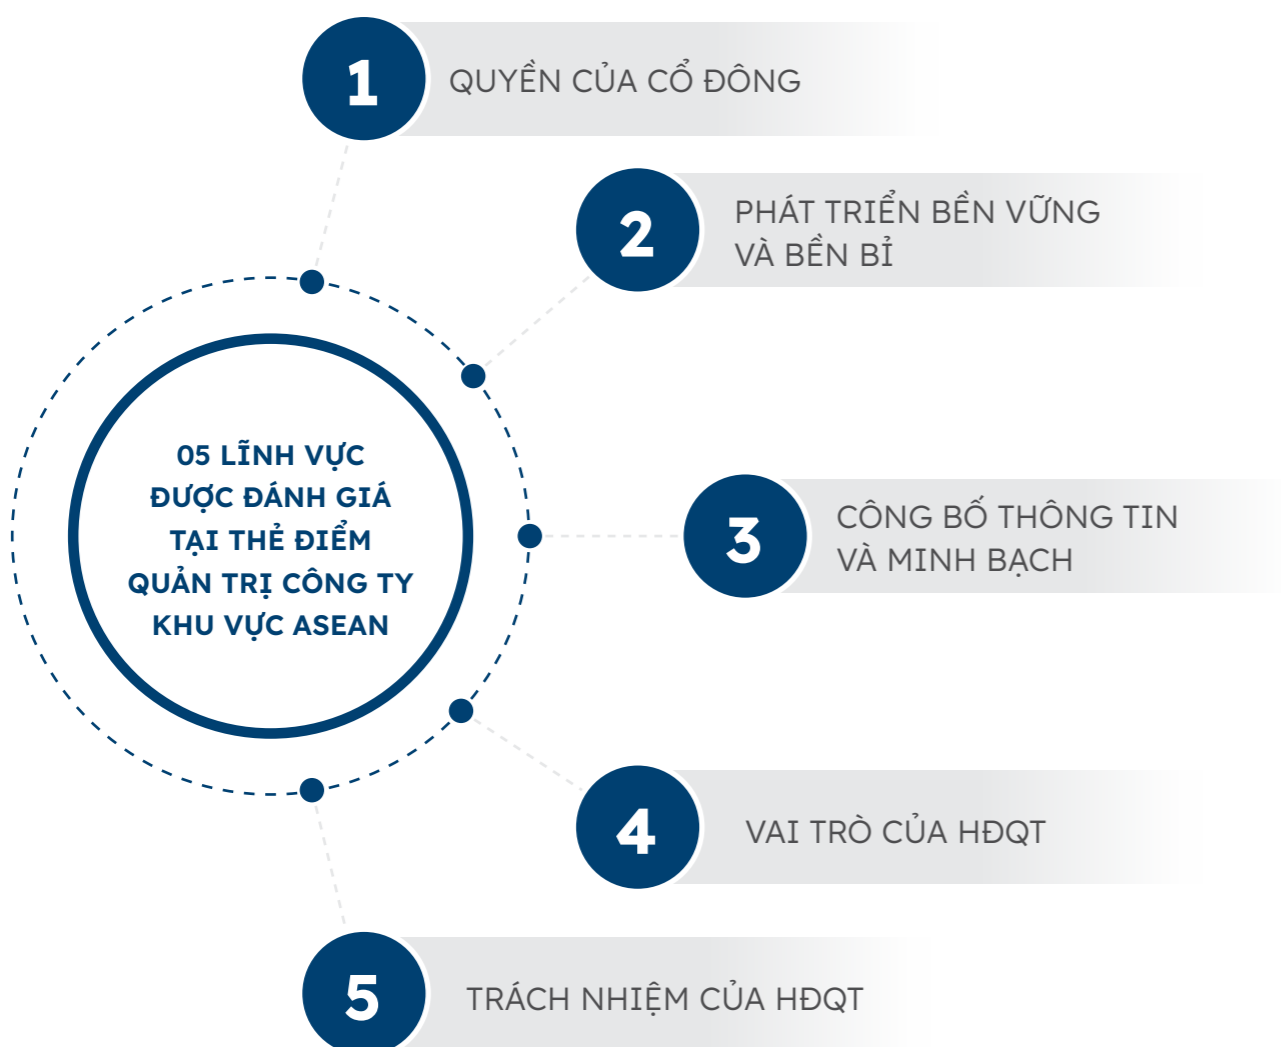 1
QUYỀN CỦA CỔ ĐÔNG
2
PHÁT TRIỂN BỀN VỮNG
VÀ BỀN BỈ
05 LĨNH VỰC
ĐƯỢC ĐÁNH GIÁ
TẠI THẺ ĐIỂM
QUẢN TRỊ CÔNG TY
KHU VỰC ASEAN
3
CÔNG BỐ THÔNG TIN
VÀ MINH BẠCH
4
VAI TRÒ CỦA HĐQT
5
TRÁCH NHIỆM CỦA HĐQT